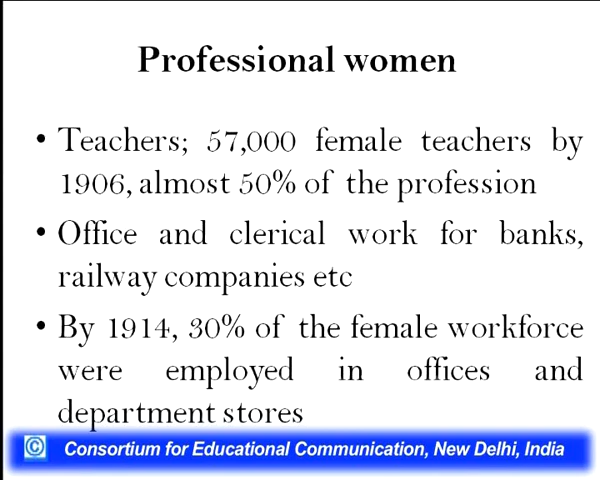 Professional women
• Teachers; 57,000 female teachers by
1906, almost 50% of the profession
• Office and clerical work for banks,
railway companies etc
• By 1914, 30% of the female workforce
were employed in offices and
department stores
© Consortium for Educational Communication, New Delhi, India